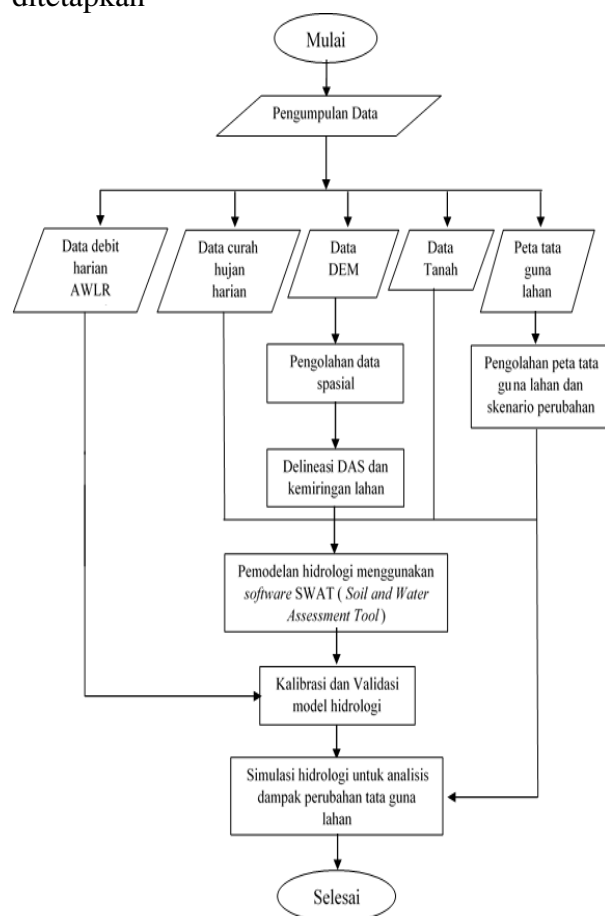 ditetapkan
Mulai
Pengumpulan Data
Data debit
harian
AWLR
Data curah
hujan
harian
Data
DEM
Data
Tanah
Peta tata
guna
lahan
Pengolahan data
spasial
Pengolahan peta tata
guna lahan dan
skenario perubahan
Delineasi DAS dan
kemiringan lahan
Pemodelan hidrologi menggunakan
software SWAT ( Soil and Water
Assessment Tool )
Kalibrasi dan Validasi
model hidrologi
Simulasi hidrologi untuk analisis
dampak perubahan tata guna
lahan
Selesai